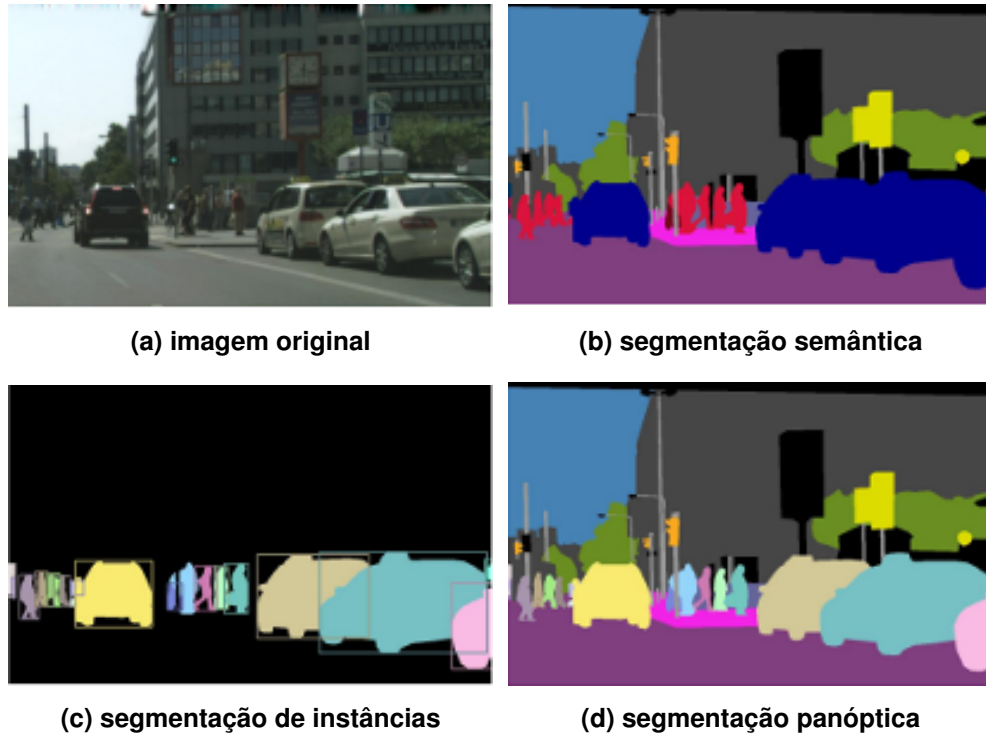 (a) imagem original
(b) segmentação semântica
(c) segmentação de instâncias
(d) segmentação panóptica